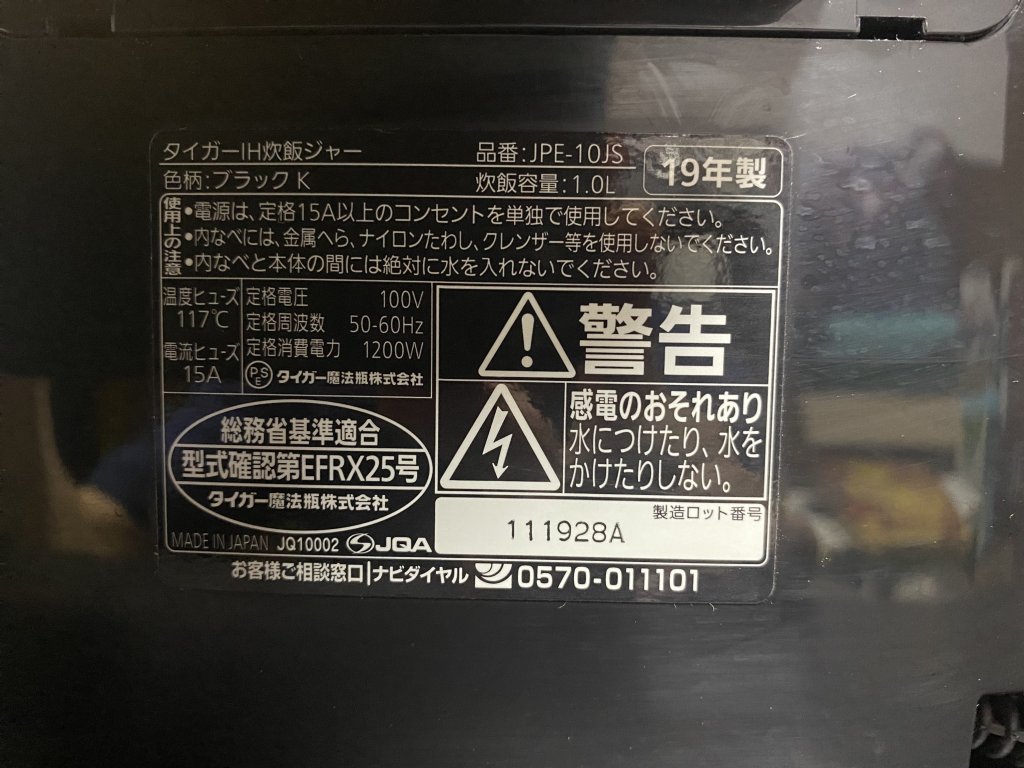 タイガーIH炊飯ジャー 品番:JPE-10JS 19年製
色柄:ブラック K 炊飯容量:1.0L
使用上の注意
•電源は、定格15A以上のコンセントを単独で使用してください。
•内なべには、金属へら、ナイロンたわし、クレンザー等を使用しないでください。
•内なべと本体の間には絶対に水を入れないでください。
温度ヒューズ
117℃
電流ヒューズ
15A
定格電圧 100V
定格周波数 50-60Hz
定格消費電力 1200W
PSE タイガー魔法瓶株式会社
警告
感電のおそれあり
水につけたり、水を
かけたりしない。
総務省基準適合
型式確認第EFRX25号
タイガー魔法瓶株式会社
製造ロット番号
111928A
MADE IN JAPAN JQ10002 JQA
お客様ご相談窓口 ナビダイヤル 0570-011101